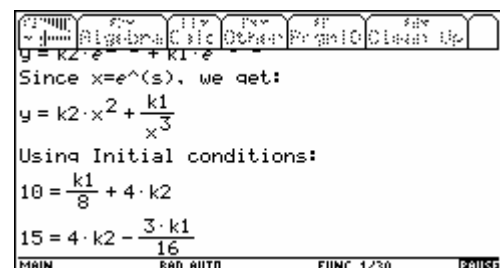 Algebra Calc Other PrgmIO Clean Up
Since x=e^(s), we get:
y = k2·x^2 + k1/x^3
Using Initial conditions:
10 = k1/8 + 4·k2
15 = 4·k2 - 3·k1/16
MAIN RAD AUTO FUNC 1/30 PAUSE